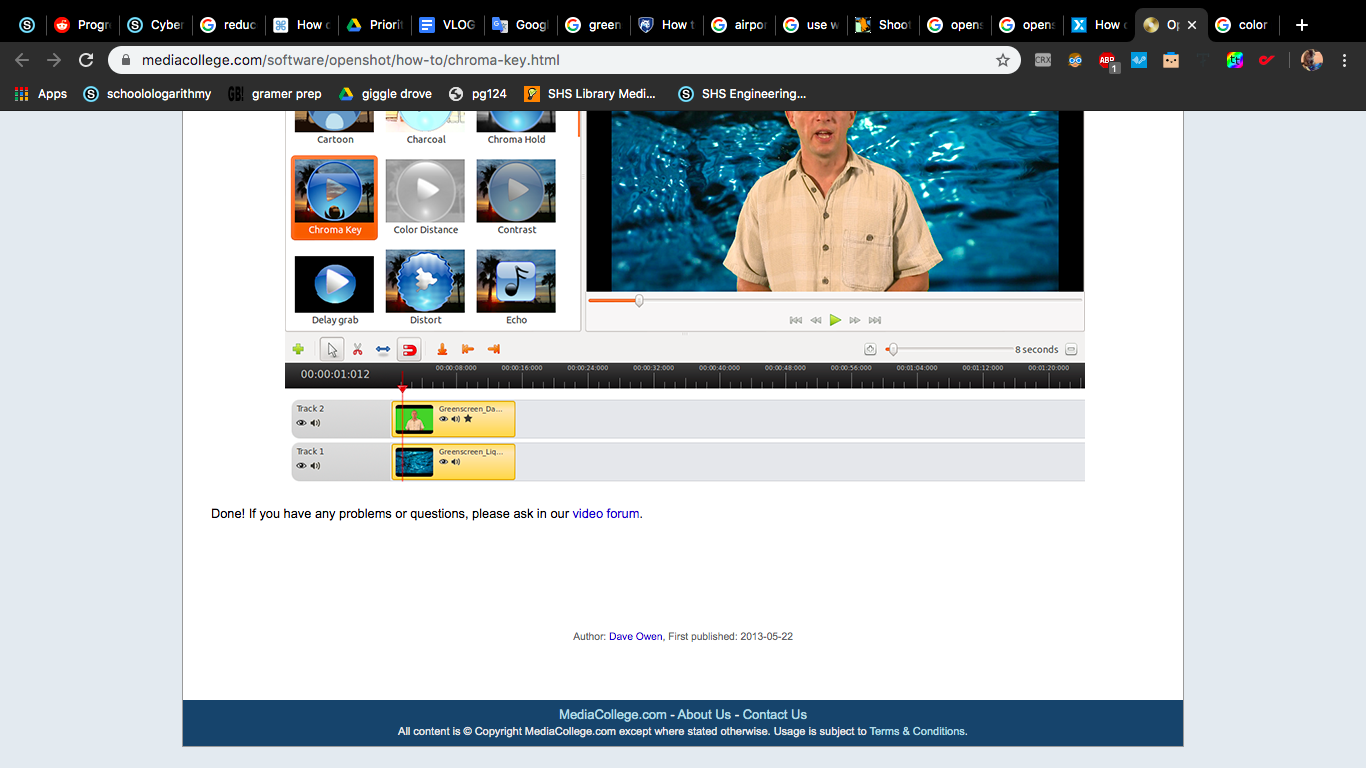 Progr
Cyber
reduc
How c
Priorit
VLOG
Googl
green
How t
airpor
use w
Shoot
opens
opens
How c
Op
color
mediacollege.com/software/openshot/how-to/chroma-key.html
CRX
ABP
1
Apps
schoolologarithmy
GB!
gramer prep
giggle drove
pg124
SHS Library Medi...
SHS Engineering...
Cartoon
Charcoal
Chroma Hold
Chroma Key
Color Distance
Contrast
Delay grab
Distort
Echo
8 seconds
00:00:01:012
00:00:08:000
00:00:16:000
00:00:24:000
00:00:32:000
00:00:40:000
00:00:48:000
00:00:56:000
00:01:04:000
00:01:12:000
00:01:20:000
Track 2
Greenscreen_Da...
Track 1
Greenscreen_Liq...
Done! If you have any problems or questions, please ask in our video forum.
Author: Dave Owen, First published: 2013-05-22
MediaCollege.com - About Us - Contact Us
All content is © Copyright MediaCollege.com except where stated otherwise. Usage is subject to Terms & Conditions.